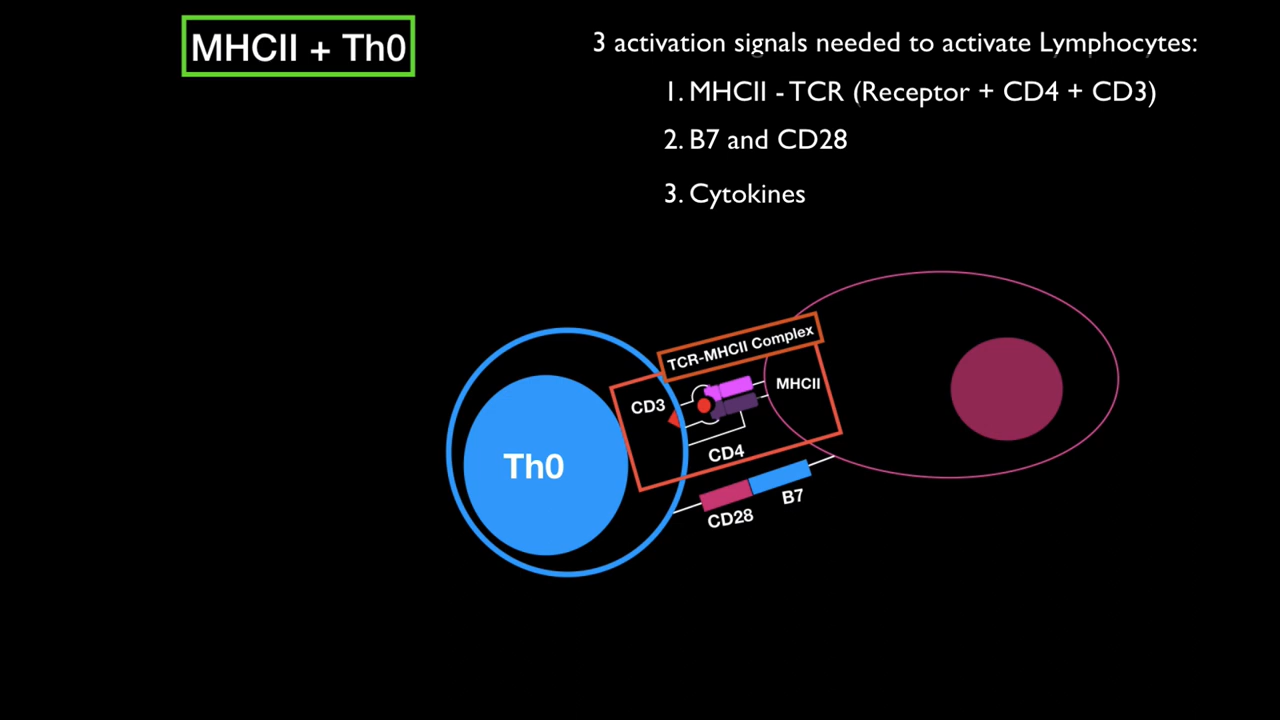 MHCII + Th0
3 activation signals needed to activate Lymphocytes:
1. MHCII - TCR (Receptor + CD4 + CD3)
2. B7 and CD28
3. Cytokines
TCR-MHCII Complex
MHCII
CD3
CD4
Th0
B7
CD28